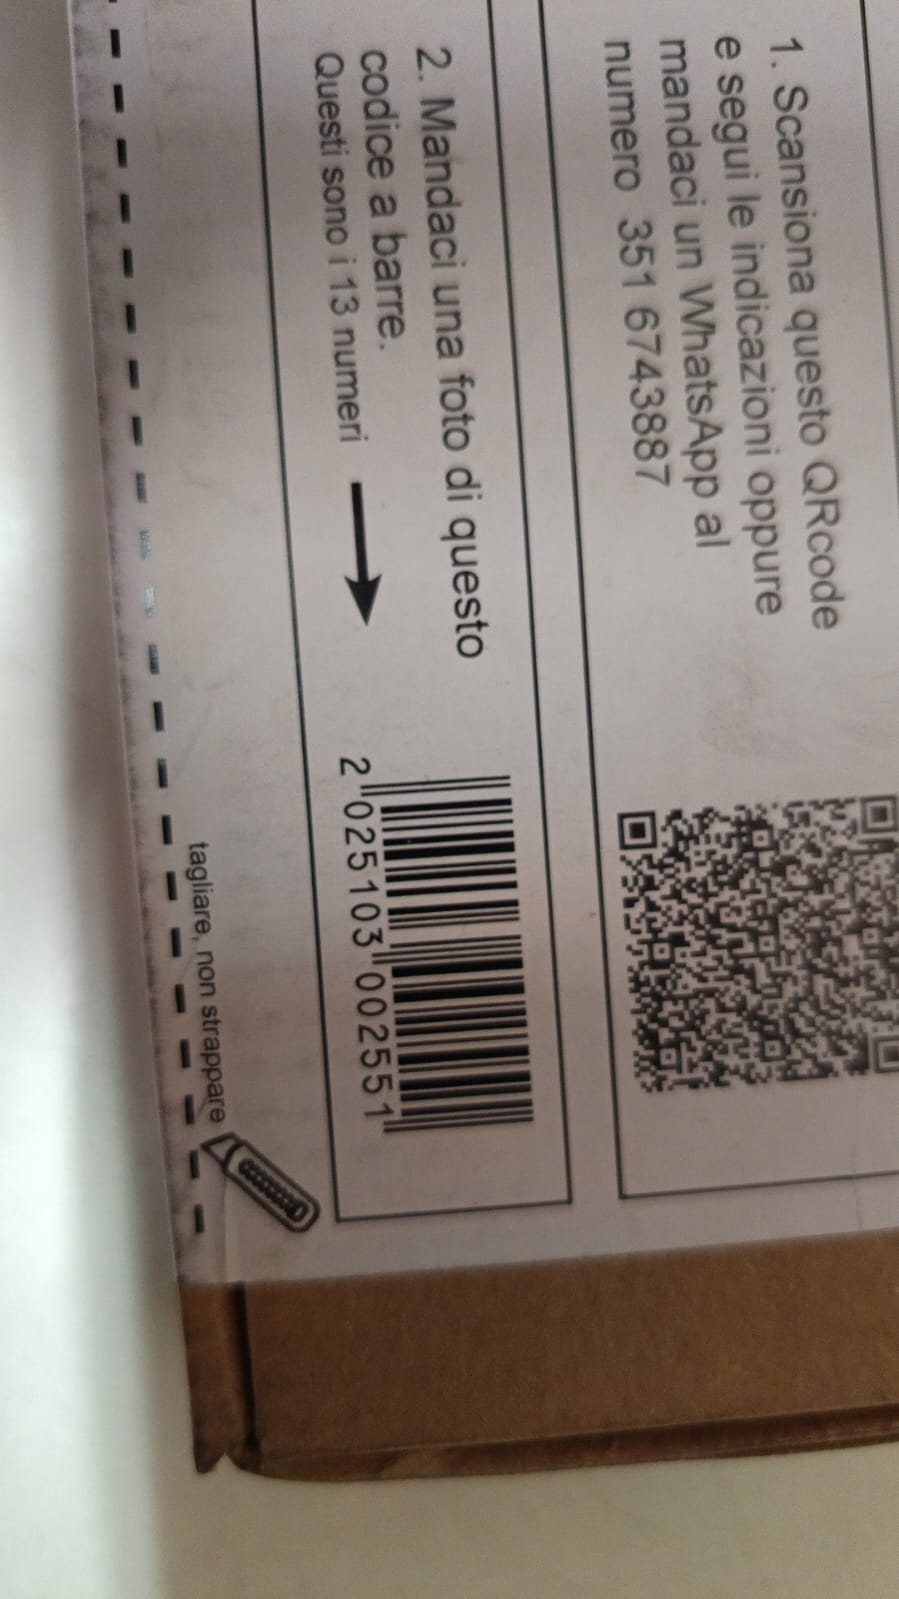 1. Scansiona questo QRcode
e segui le indicazioni oppure
mandaci un WhatsApp al
numero 351 6743887
2. Mandaci una foto di questo
codice a barre.
Questi sono i 13 numeri
2 025103 002551
tagliare, non strappare